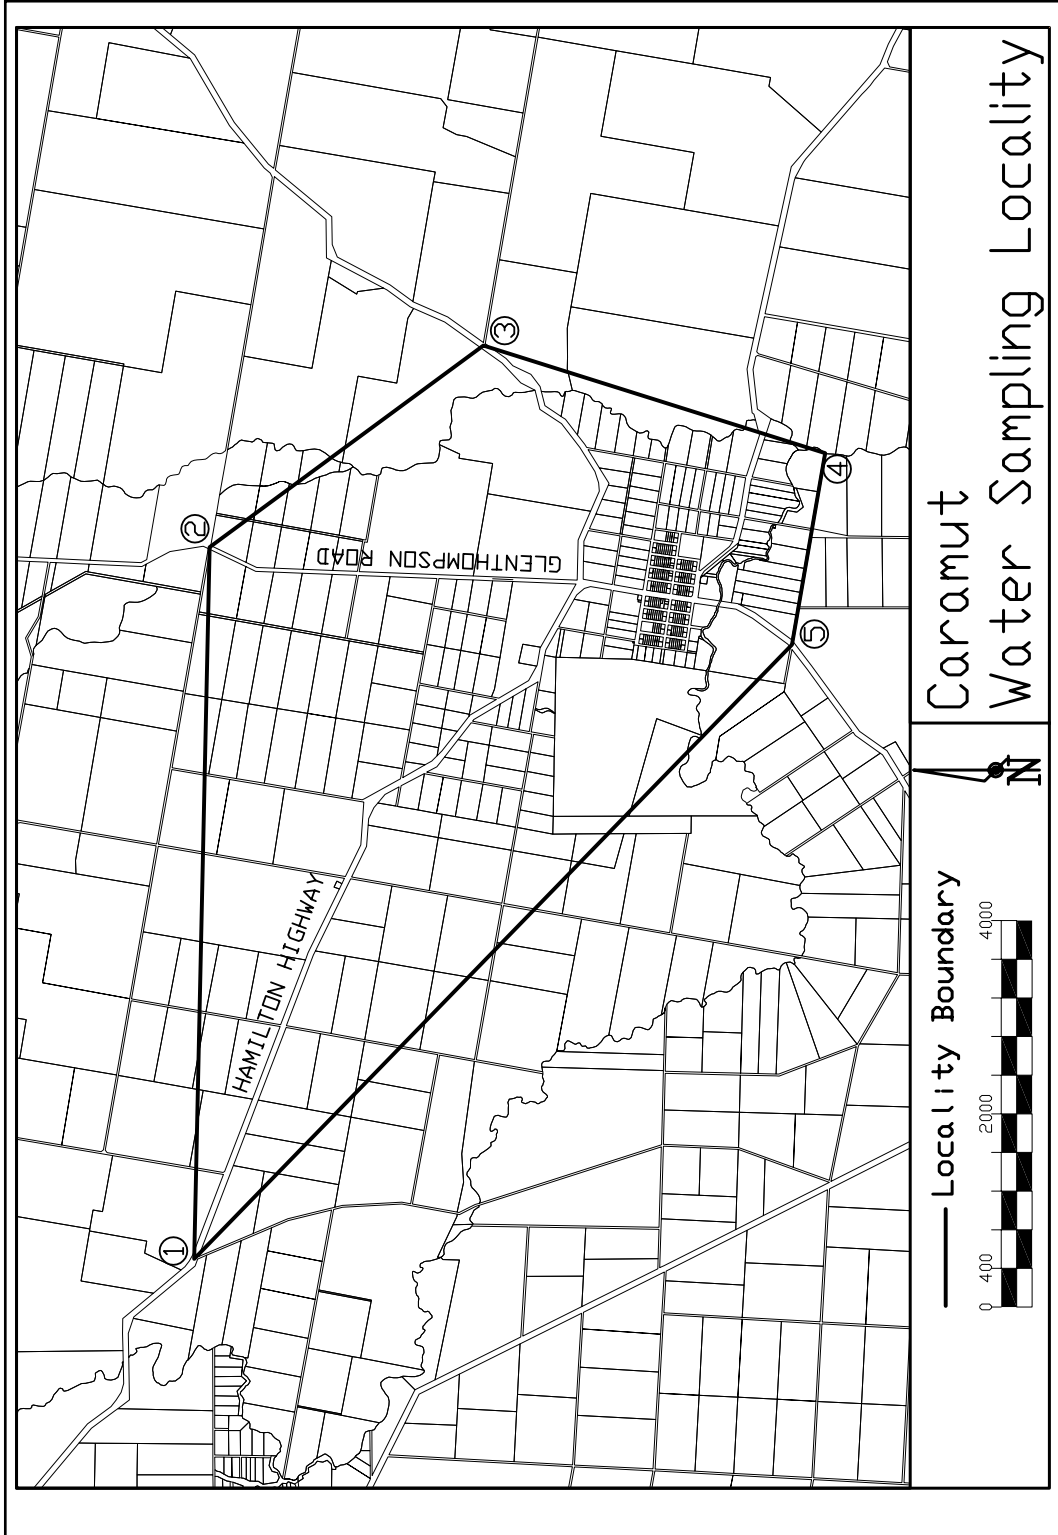 1
2
3
4
5
HAMILTON HIGHWAY
GLENTHOMPSON ROAD
Locality Boundary
0 400 2000 4000
N
Caramut
Water Sampling Locality